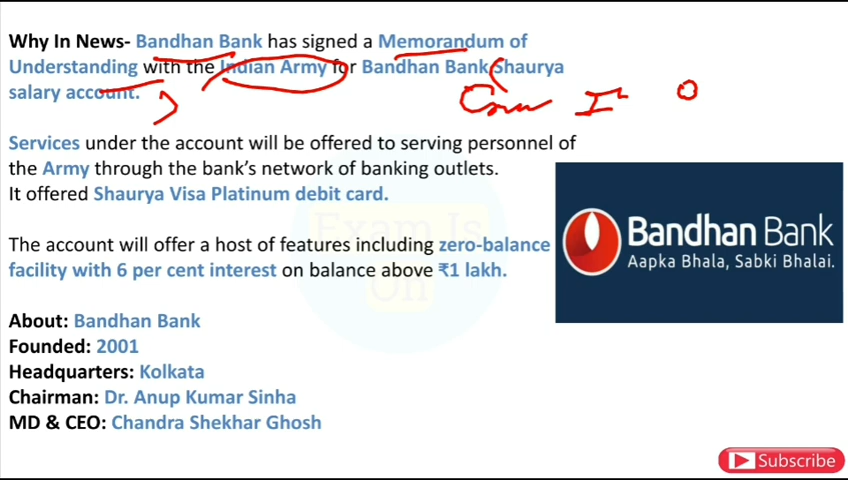 Why In News- Bandhan Bank has signed a Memorandum of
Understanding with the Indian Army for Bandhan Bank Shaurya
salary account.
Services under the account will be offered to serving personnel of
the Army through the bank's network of banking outlets.
It offered Shaurya Visa Platinum debit card.
Exam Is
On
The account will offer a host of features including zero-balance
facility with 6 per cent interest on balance above ₹1 lakh.
Bandhan Bank
Aapka Bhala, Sabki Bhalai.
About: Bandhan Bank
Founded: 2001
Headquarters: Kolkata
Chairman: Dr. Anup Kumar Sinha
MD & CEO: Chandra Shekhar Ghosh
Subscribe